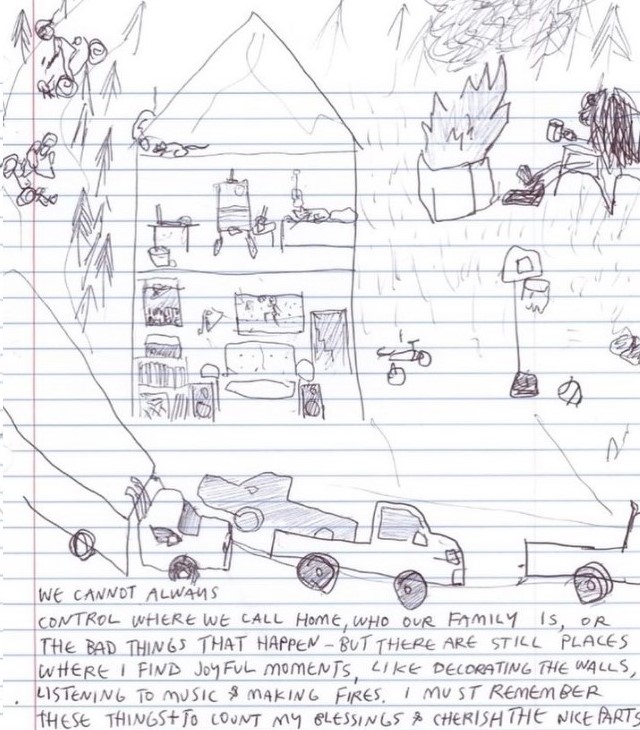 WE CANNOT ALWAYS
CONTROL WHERE WE CALL HOME, WHO OUR FAMILY IS, OR
THE BAD THINGS THAT HAPPEN - BUT THERE ARE STILL PLACES
WHERE I FIND JOYFUL MOMENTS, LIKE DECORATING THE WALLS,
LISTENING TO MUSIC & MAKING FIRES. I MUST REMEMBER
THESE THINGS + TO COUNT MY BLESSINGS & CHERISH THE NICE PARTS